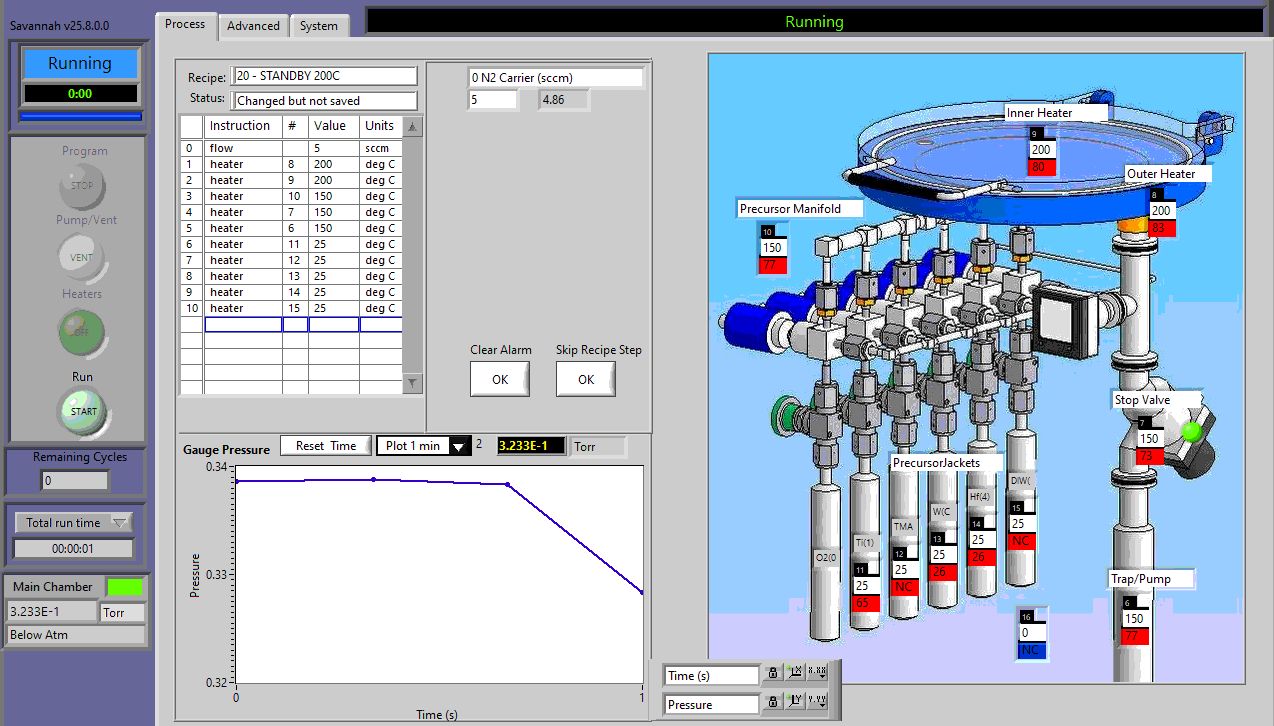 Savannah v25.8.0.0
Process
Advanced
System
Running
Running
0:00
Program
STOP
Pump/Vent
VENT
Heaters
OFF
Run
START
Remaining Cycles
0
Total run time
00:00:01
Main Chamber
3.233E-1 Torr
Below Atm
Recipe: 20 - STANDBY 200C
Status: Changed but not saved
Instruction # Value Units
0 flow 5 sccm
1 heater 8 200 deg C
2 heater 9 200 deg C
3 heater 10 150 deg C
4 heater 7 150 deg C
5 heater 6 150 deg C
6 heater 11 25 deg C
7 heater 12 25 deg C
8 heater 13 25 deg C
9 heater 14 25 deg C
10 heater 15 25 deg C
0 N2 Carrier (sccm)
5 4.86
Clear Alarm
OK
Skip Recipe Step
OK
Gauge Pressure
Reset Time
Plot 1 min
2
3.233E-1
Torr
0.34
0.33
0.32
Pressure
0
1
Time (s)
Inner Heater
9
200
80
Outer Heater
8
200
83
Precursor Manifold
10
150
77
Stop Valve
7
150
73
PrecursorJackets
O2(0
Ti(1)
11
25
65
TMA
12
25
NC
W(C
13
25
26
Hf(4)
14
25
26
DIW(
15
25
NC
16
0
NC
Trap/Pump
6
150
77
Time (s)
X.XX
Pressure
Y.YY